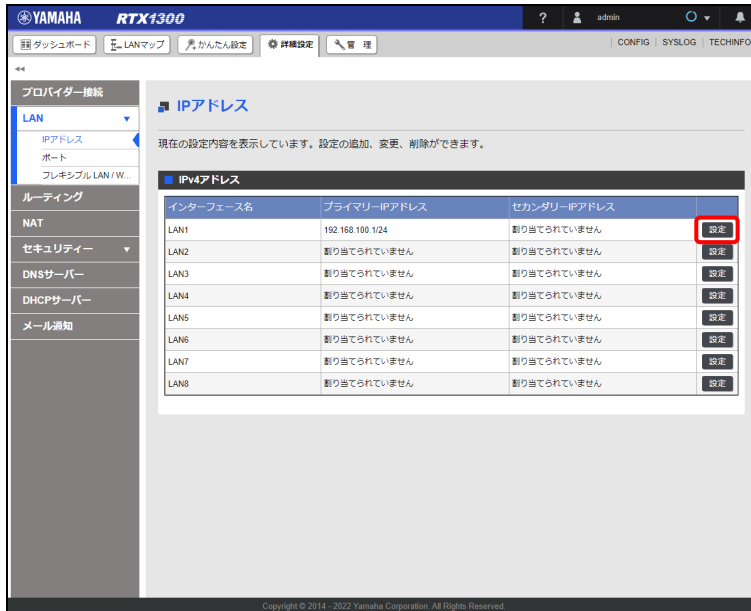 YAMAHA RTX1300 ? admin
ダッシュボード LANマップ かんたん設定 詳細設定 管 理 CONFIG | SYSLOG | TECHINFO
◂◂
プロバイダー接続
LAN ▼
IPアドレス
ポート
フレキシブル LAN / W...
ルーティング
NAT
セキュリティー ▼
DNSサーバー
DHCPサーバー
メール通知
IPアドレス
現在の設定内容を表示しています。設定の追加、変更、削除ができます。
IPv4アドレス
インターフェース名 プライマリーIPアドレス セカンダリーIPアドレス
LAN1 192.168.100.1/24 割り当てられていません 設定
LAN2 割り当てられていません 割り当てられていません 設定
LAN3 割り当てられていません 割り当てられていません 設定
LAN4 割り当てられていません 割り当てられていません 設定
LAN5 割り当てられていません 割り当てられていません 設定
LAN6 割り当てられていません 割り当てられていません 設定
LAN7 割り当てられていません 割り当てられていません 設定
LAN8 割り当てられていません 割り当てられていません 設定
Copyright © 2014 - 2022 Yamaha Corporation. All Rights Reserved.